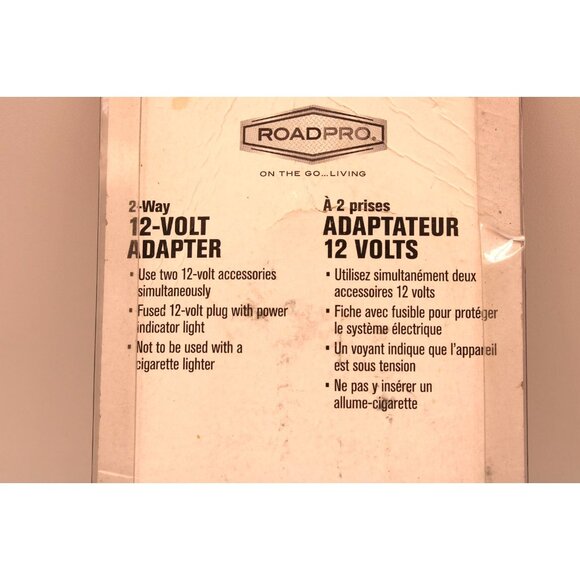 ROADPRO®
ON THE GO...LIVING
2-Way
12-VOLT
ADAPTER
• Use two 12-volt accessories
simultaneously
• Fused 12-volt plug with power
indicator light
• Not to be used with a
cigarette lighter
À 2 prises
ADAPTATEUR
12 VOLTS
• Utilisez simultanément deux
accessoires 12 volts
• Fiche avec fusible pour protéger
le système électrique
• Un voyant indique que l'appareil
est sous tension
• Ne pas y insérer un
allume-cigarette